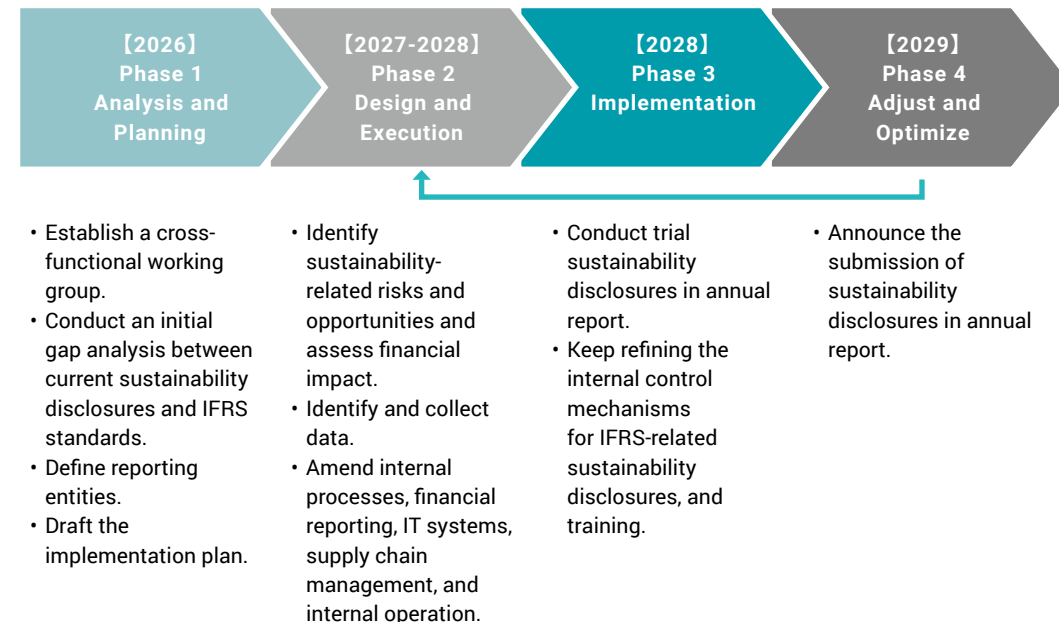 【2026】
Phase 1
Analysis and
Planning
【2027-2028】
Phase 2
Design and
Execution
【2028】
Phase 3
Implementation
【2029】
Phase 4
Adjust and
Optimize
・Establish a cross-
functional working
group.
・Conduct an initial
gap analysis between
current sustainability
disclosures and IFRS
standards.
・Define reporting
entities.
・Draft the
implementation plan.
・Identify
sustainability-
related risks and
opportunities and
assess financial
impact.
・Identify and collect
data.
・Amend internal
processes, financial
reporting, IT systems,
supply chain
management, and
internal operation.
・Conduct trial
sustainability
disclosures in annual
report.
・Keep refining the
internal control
mechanisms
for IFRS-related
sustainability
disclosures, and
training.
・Announce the
submission of
sustainability
disclosures in annual
report.